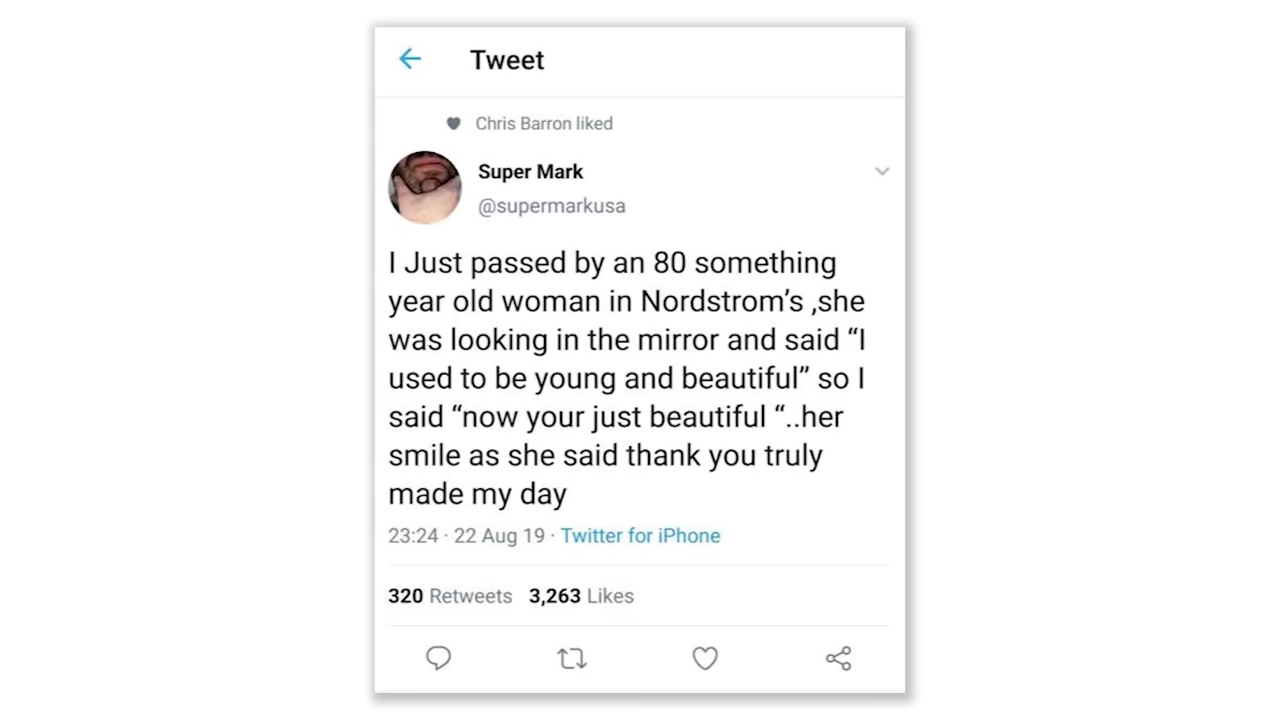 Tweet
Chris Barron liked
Super Mark
@supermarkusa
I Just passed by an 80 something
year old woman in Nordstrom’s ,she
was looking in the mirror and said “I
used to be young and beautiful” so I
said “now your just beautiful “..her
smile as she said thank you truly
made my day
23:24 · 22 Aug 19 · Twitter for iPhone
320 Retweets 3,263 Likes